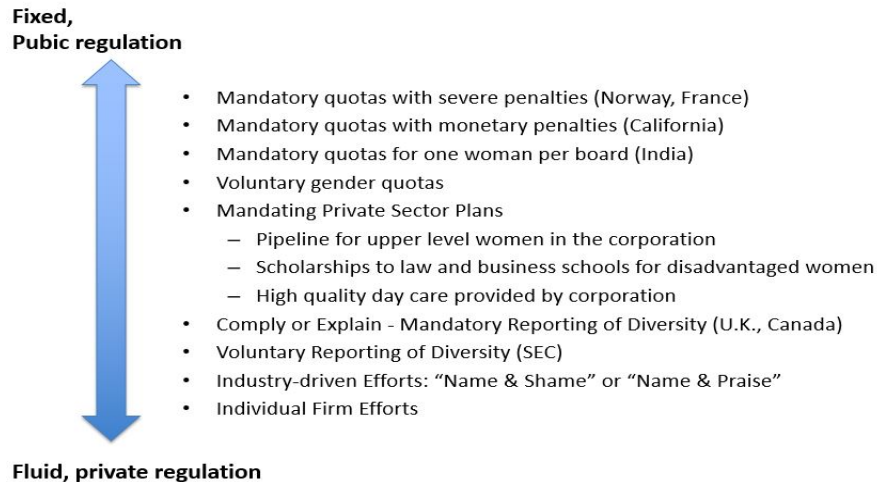 Fixed,
Pubic regulation
• Mandatory quotas with severe penalties (Norway, France)
• Mandatory quotas with monetary penalties (California)
• Mandatory quotas for one woman per board (India)
• Voluntary gender quotas
• Mandating Private Sector Plans
– Pipeline for upper level women in the corporation
– Scholarships to law and business schools for disadvantaged women
– High quality day care provided by corporation
• Comply or Explain - Mandatory Reporting of Diversity (U.K., Canada)
• Voluntary Reporting of Diversity (SEC)
• Industry-driven Efforts: “Name & Shame” or “Name & Praise”
• Individual Firm Efforts
Fluid, private regulation